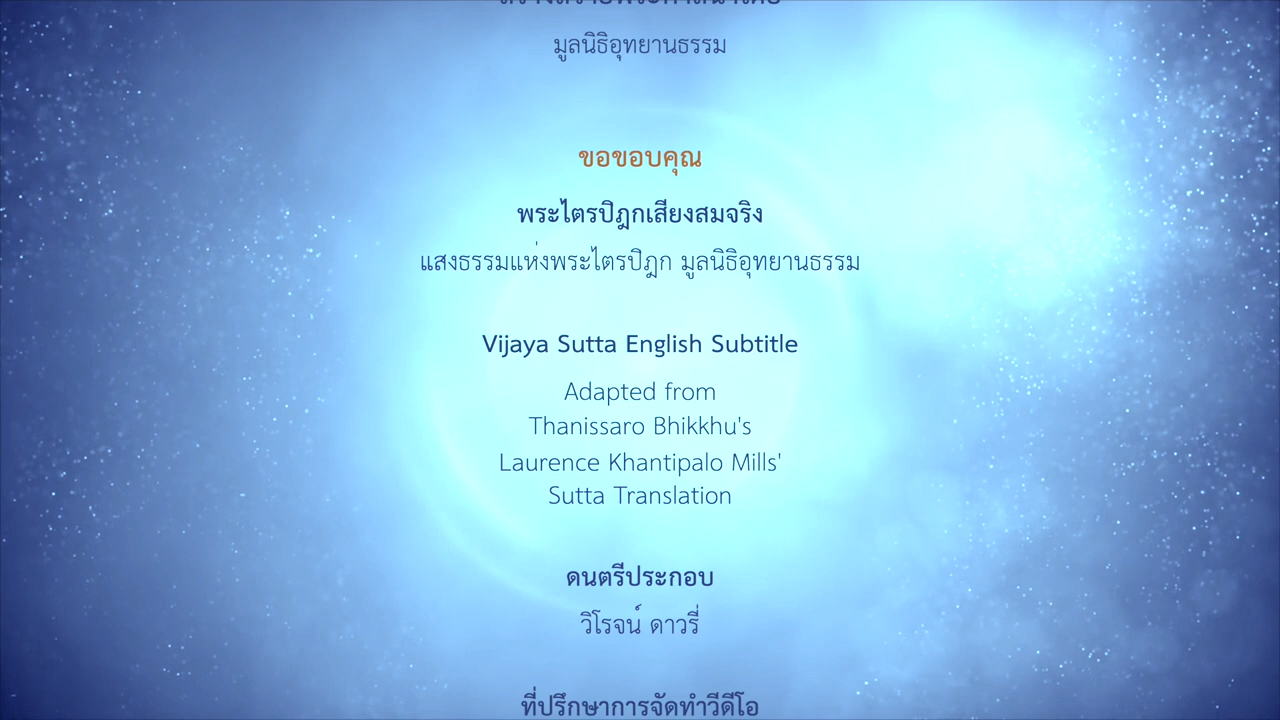 มูลนิธิอุทยานธรรม
ขอขอบคุณ
พระไตรปิฎกเสียงสมจริง
แสงธรรมแห่งพระไตรปิฎก มูลนิธิอุทยานธรรม
Vijaya Sutta English Subtitle
Adapted from
Thanissaro Bhikkhu's
Laurence Khantipalo Mills'
Sutta Translation
ดนตรีประกอบ
วิโรจน์ ดาวรี่
ที่ปรึกษาการจัดทำวีดีโอ